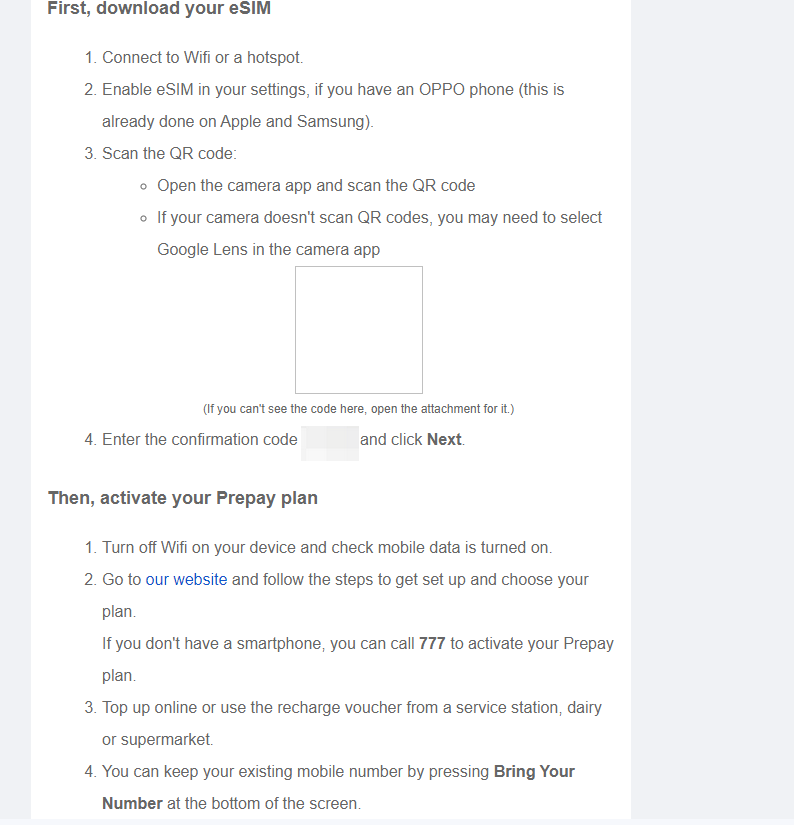 First, download your eSIM
1. Connect to Wifi or a hotspot.
2. Enable eSIM in your settings, if you have an OPPO phone (this is
already done on Apple and Samsung).
3. Scan the QR code:
Open the camera app and scan the QR code
If your camera doesn't scan QR codes, you may need to select
Google Lens in the camera app
(If you can't see the code here, open the attachment for it.)
4. Enter the confirmation code and click Next.
Then, activate your Prepay plan
1. Turn off Wifi on your device and check mobile data is turned on.
2. Go to our website and follow the steps to get set up and choose your
plan.
If you don't have a smartphone, you can call 777 to activate your Prepay
plan.
3. Top up online or use the recharge voucher from a service station, dairy
or supermarket.
4. You can keep your existing mobile number by pressing Bring Your
Number at the bottom of the screen.